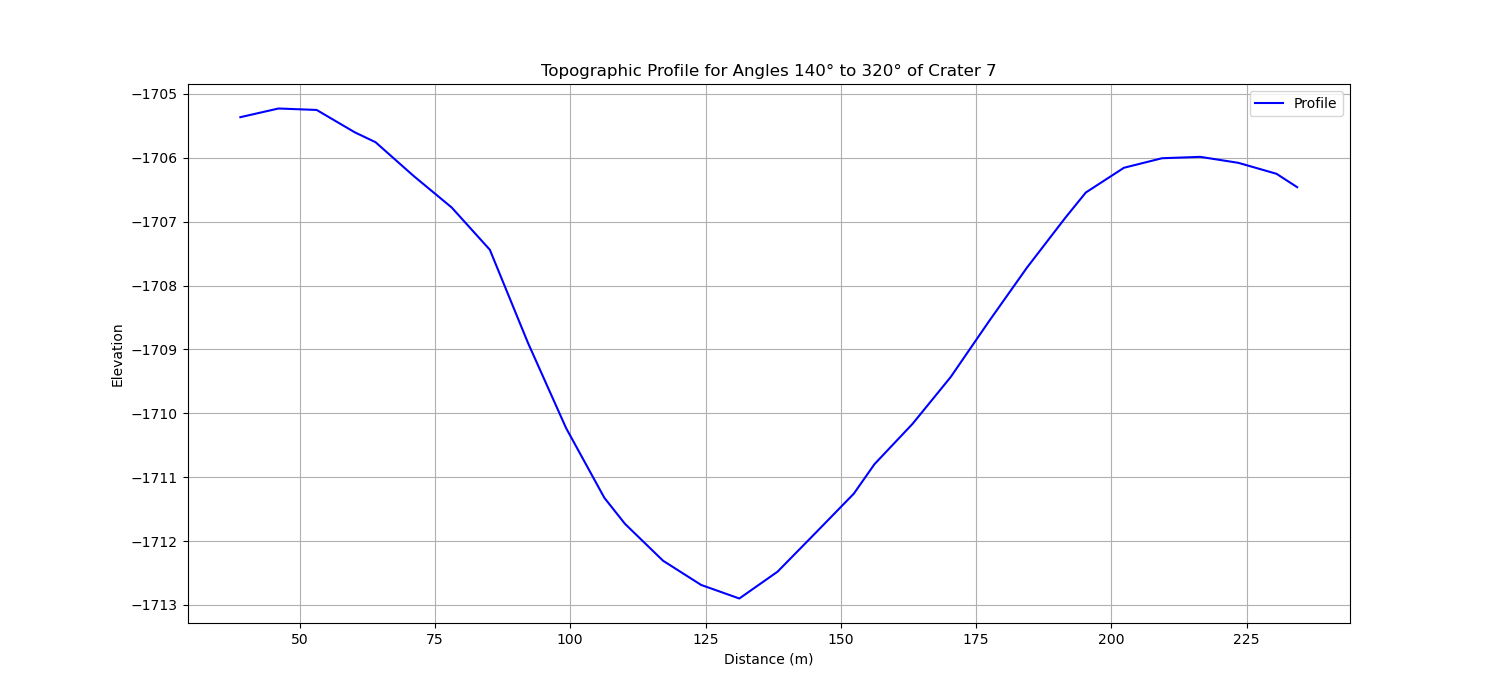 Topographic Profile for Angles 140° to 320° of Crater 7
Profile
−1705
−1706
−1707
−1708
−1709
−1710
−1711
−1712
−1713
Elevation
50 75 100 125 150 175 200 225
Distance (m)